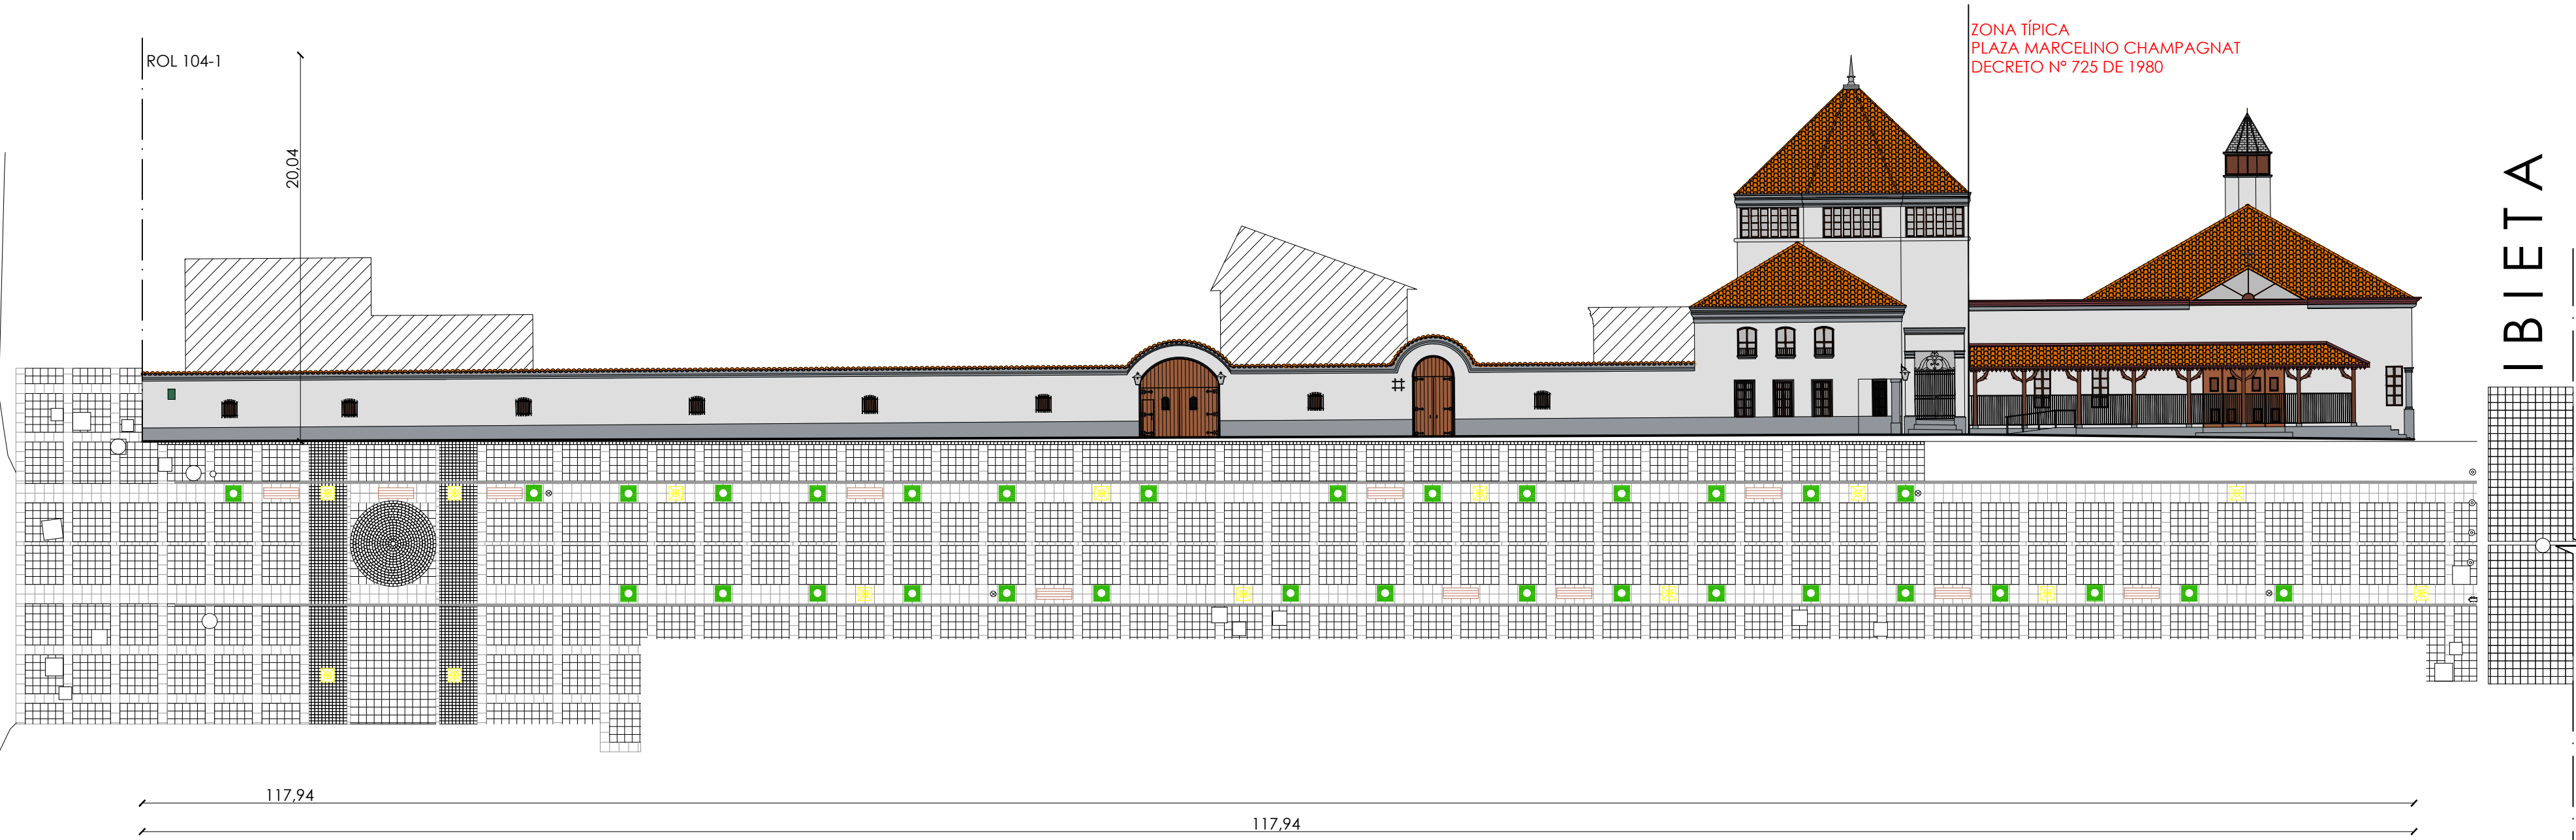 ROL 104-1
20,04
ZONA TÍPICA
PLAZA MARCELINO CHAMPAGNAT
DECRETO Nº 725 DE 1980
IBIETA
117,94
117,94